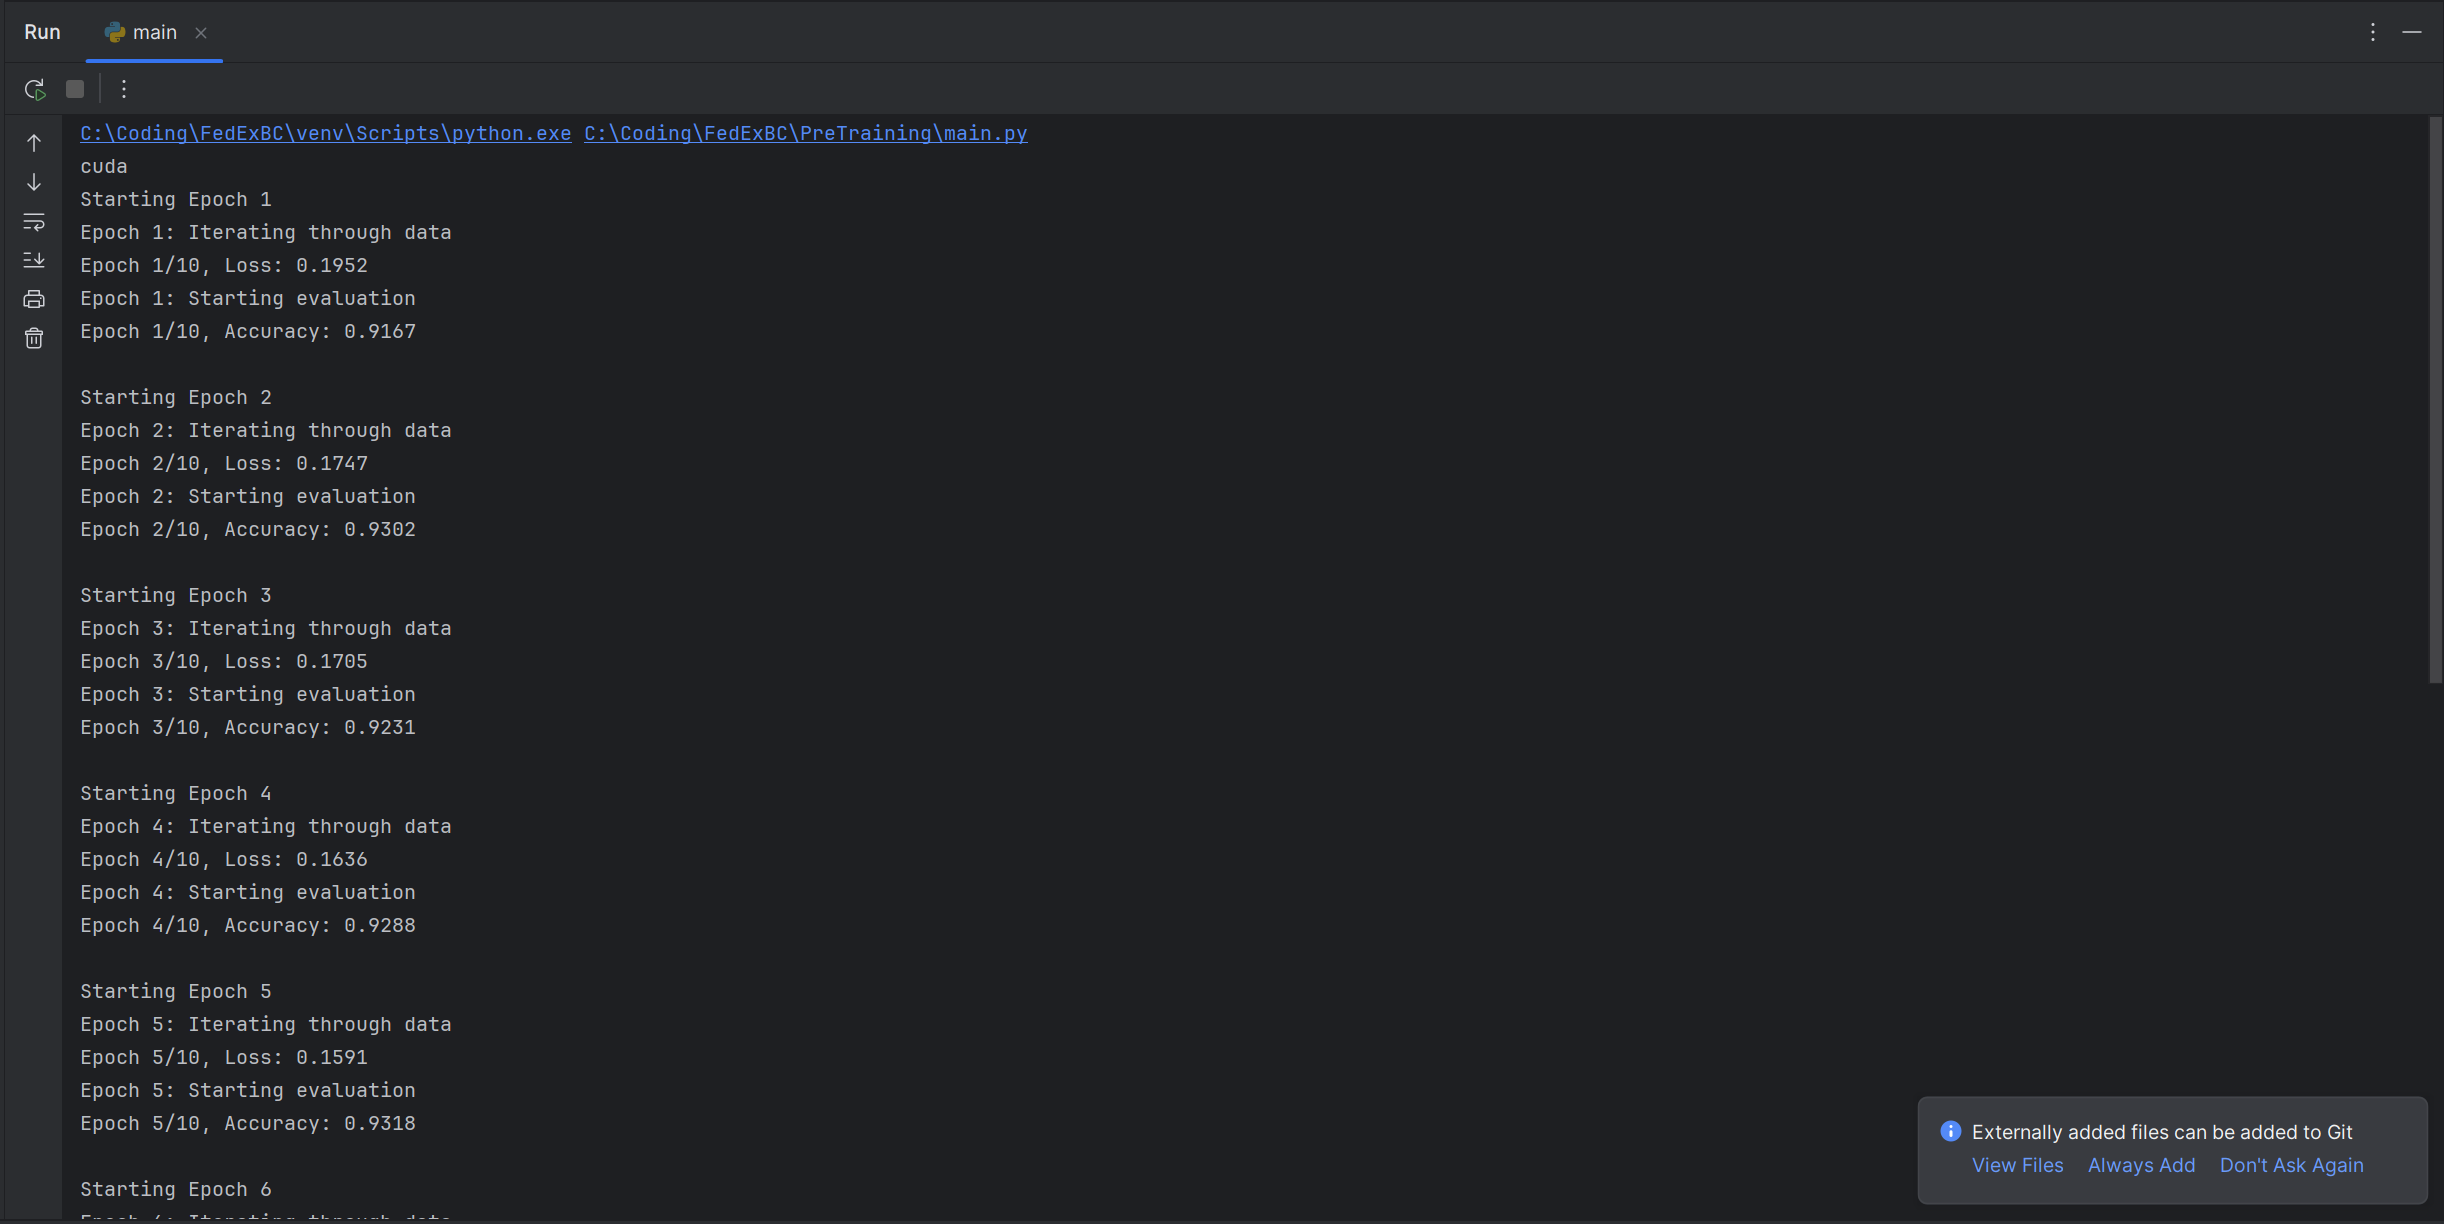 Run main
C:\Coding\FedExBC\venv\Scripts\python.exe C:\Coding\FedExBC\PreTraining\main.py
cuda
Starting Epoch 1
Epoch 1: Iterating through data
Epoch 1/10, Loss: 0.1952
Epoch 1: Starting evaluation
Epoch 1/10, Accuracy: 0.9167
Starting Epoch 2
Epoch 2: Iterating through data
Epoch 2/10, Loss: 0.1747
Epoch 2: Starting evaluation
Epoch 2/10, Accuracy: 0.9302
Starting Epoch 3
Epoch 3: Iterating through data
Epoch 3/10, Loss: 0.1705
Epoch 3: Starting evaluation
Epoch 3/10, Accuracy: 0.9231
Starting Epoch 4
Epoch 4: Iterating through data
Epoch 4/10, Loss: 0.1636
Epoch 4: Starting evaluation
Epoch 4/10, Accuracy: 0.9288
Starting Epoch 5
Epoch 5: Iterating through data
Epoch 5/10, Loss: 0.1591
Epoch 5: Starting evaluation
Epoch 5/10, Accuracy: 0.9318
Starting Epoch 6
Epoch 6: Iterating through data
Externally added files can be added to Git
View Files Always Add Don't Ask Again